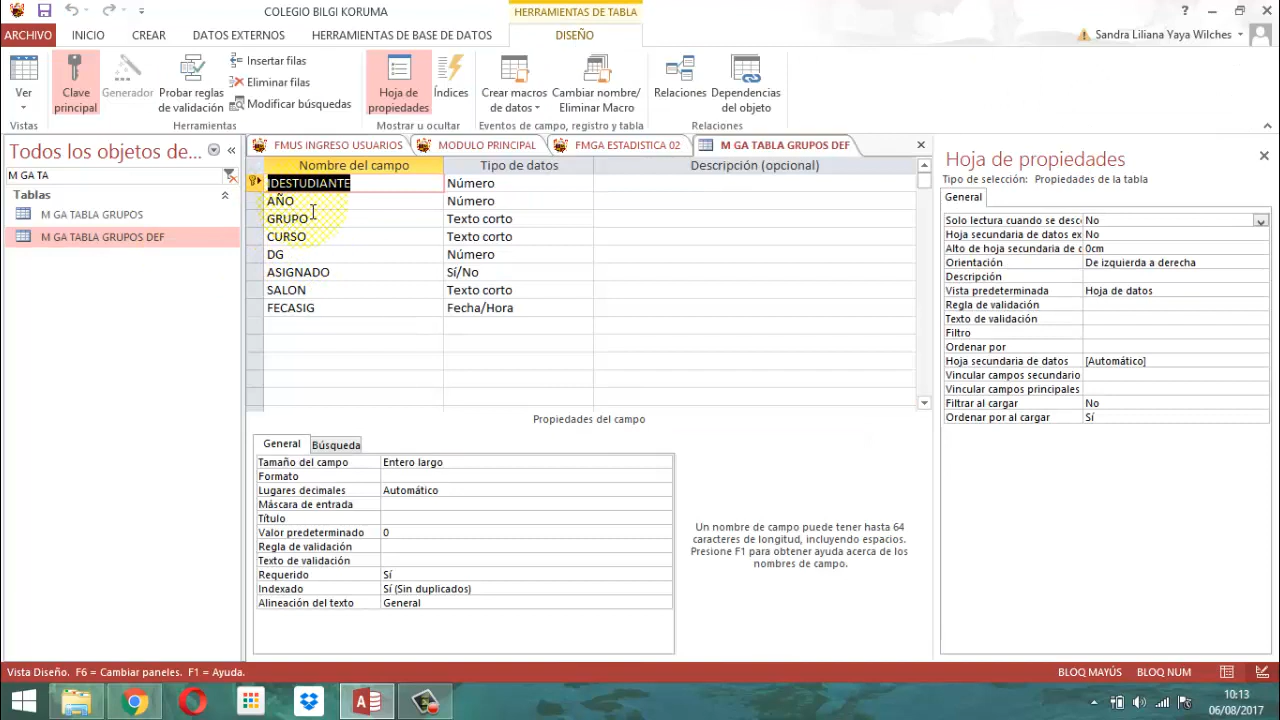 COLEGIO BILGI KORUMA
HERRAMIENTAS DE TABLA
Sandra Liliana Yaya Wilches
ARCHIVO INICIO CREAR DATOS EXTERNOS HERRAMIENTAS DE BASE DE DATOS DISEÑO
Ver
Clave principal
Generador
Probar reglas de validación
Insertar filas
Eliminar filas
Modificar búsquedas
Hoja de propiedades
Índices
Crear macros de datos
Cambiar nombre/ Eliminar Macro
Relaciones
Dependencias del objeto
Vistas Herramientas Mostrar u ocultar Eventos de campo, registro y tabla Relaciones
Todos los objetos de...
M GA TA
Tablas
M GA TABLA GRUPOS
M GA TABLA GRUPOS DEF
FMUS INGRESO USUARIOS MODULO PRINCIPAL FMGA ESTADISTICA 02 M GA TABLA GRUPOS DEF
Nombre del campo Tipo de datos Descripción (opcional)
IDESTUDIANTE Número
AÑO Número
GRUPO Texto corto
CURSO Texto corto
DG Número
ASIGNADO Sí/No
SALON Texto corto
FECASIG Fecha/Hora
Propiedades del campo
General Búsqueda
Tamaño del campo Entero largo
Formato
Lugares decimales Automático
Máscara de entrada
Título
Valor predeterminado 0
Regla de validación
Texto de validación
Requerido Sí
Indexado Sí (Sin duplicados)
Alineación del texto General
Un nombre de campo puede tener hasta 64
caracteres de longitud, incluyendo espacios.
Presione F1 para obtener ayuda acerca de los
nombres de campo.
Hoja de propiedades
Tipo de selección: Propiedades de la tabla
General
Solo lectura cuando se desc No
Hoja secundaria de datos ex No
Alto de hoja secundaria de c 0cm
Orientación De izquierda a derecha
Descripción
Vista predeterminada Hoja de datos
Regla de validación
Texto de validación
Filtro
Ordenar por
Hoja secundaria de datos [Automático]
Vincular campos secundario
Vincular campos principales
Filtrar al cargar No
Ordenar por al cargar Sí
Vista Diseño. F6 = Cambiar paneles. F1 = Ayuda. BLOQ MAYÚS BLOQ NUM
10:13
06/08/2017